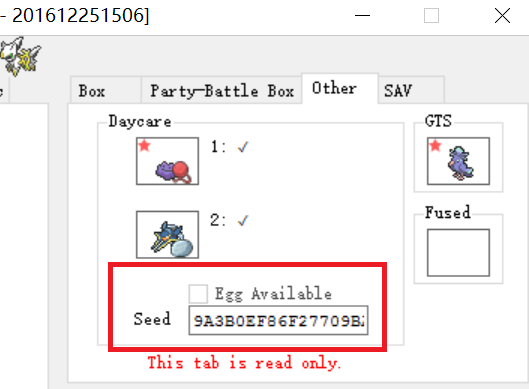 - 201612251506]
Box
Party-Battle Box
Other
SAV
Daycare
GTS
1: ✓
2: ✓
Fused
Egg Available
Seed
9A3B0EF86F27709B
This tab is read only.